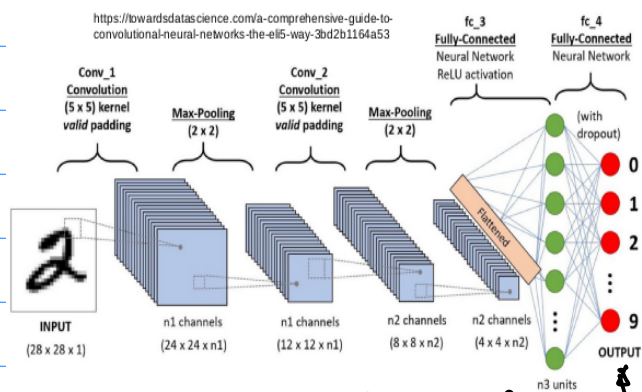 https://towardsdatascience.com/a-comprehensive-guide-to-
convolutional-neural-networks-the-eli5-way-3bd2b1164a53
fc_3
Fully-Connected
Neural Network
ReLU activation
fc_4
Fully-Connected
Neural Network
Conv_1
Convolution
(5 x 5) kernel
valid padding
Max-Pooling
(2 x 2)
Conv_2
Convolution
(5 x 5) kernel
valid padding
Max-Pooling
(2 x 2)
(with
dropout)
0
1
2
9
Flattened
2
INPUT
(28 x 28 x 1)
n1 channels
(24 x 24 x n1)
n1 channels
(12 x 12 x n1)
n2 channels
(8 x 8 x n2)
n2 channels
(4 x 4 x n2)
OUTPUT
n3 units